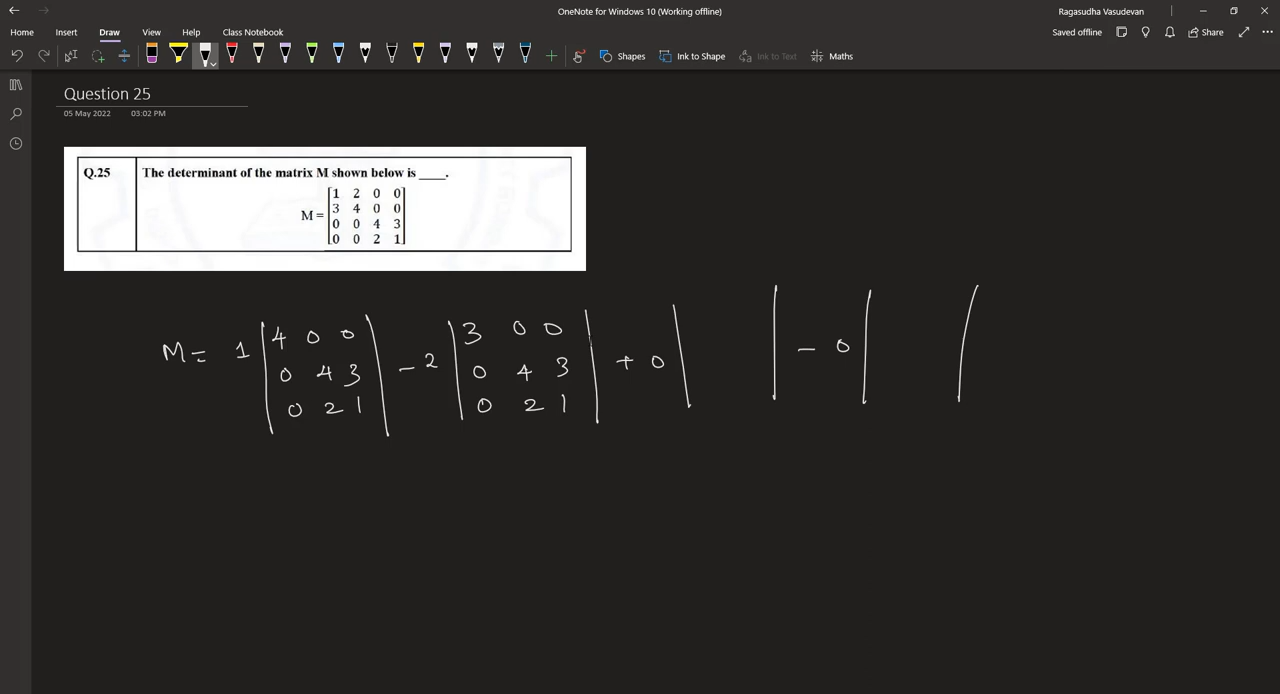 OneNote for Windows 10 (Working offline)
Ragasudha Vasudevan
Home Insert Draw View Help Class Notebook
Saved offline Share
Shapes Ink to Shape Ink to Text Maths
Question 25
05 May 2022 03:02 PM
Q.25 The determinant of the matrix M shown below is ____.
M = [1 2 0 0
3 4 0 0
0 0 4 3
0 0 2 1]
M = 1 |4 0 0 | - 2 |3 0 0 | + 0 | | - 0 | |
|0 4 3 | |0 4 3 |
|0 2 1 | |0 2 1 |